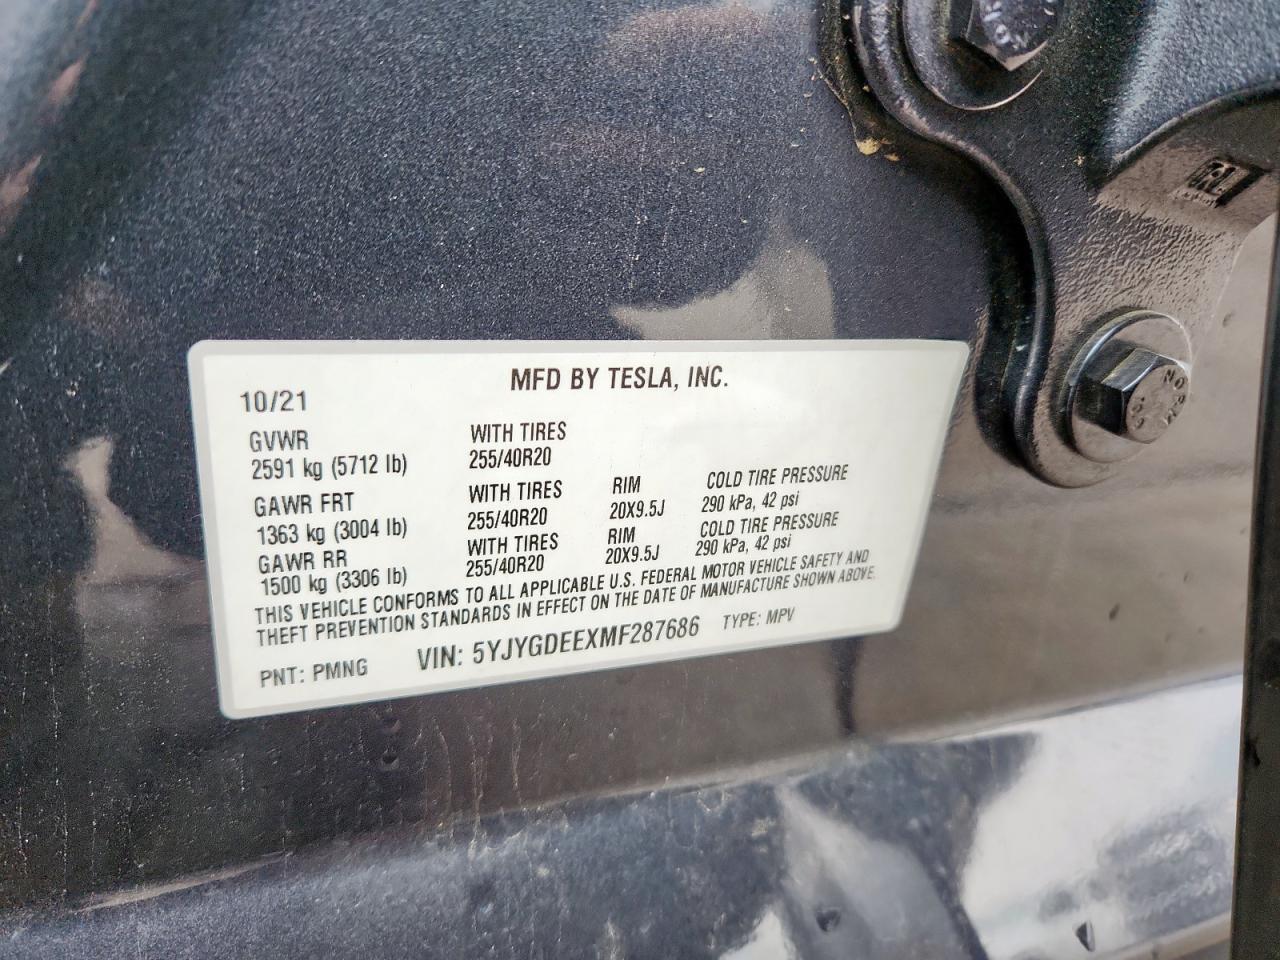 MFD BY TESLA, INC.
10/21
GVWR
2591 kg (5712 lb)
WITH TIRES
255/40R20
GAWR FRT
1363 kg (3004 lb)
WITH TIRES
255/40R20
RIM
20X9.5J
COLD TIRE PRESSURE
290 kPa, 42 psi
GAWR RR
1500 kg (3306 lb)
WITH TIRES
255/40R20
RIM
20X9.5J
COLD TIRE PRESSURE
290 kPa, 42 psi
THIS VEHICLE CONFORMS TO ALL APPLICABLE U.S. FEDERAL MOTOR VEHICLE SAFETY AND
THEFT PREVENTION STANDARDS IN EFFECT ON THE DATE OF MANUFACTURE SHOWN ABOVE.
PNT: PMNG VIN: 5YJYGDEEXMF287686 TYPE: MPV